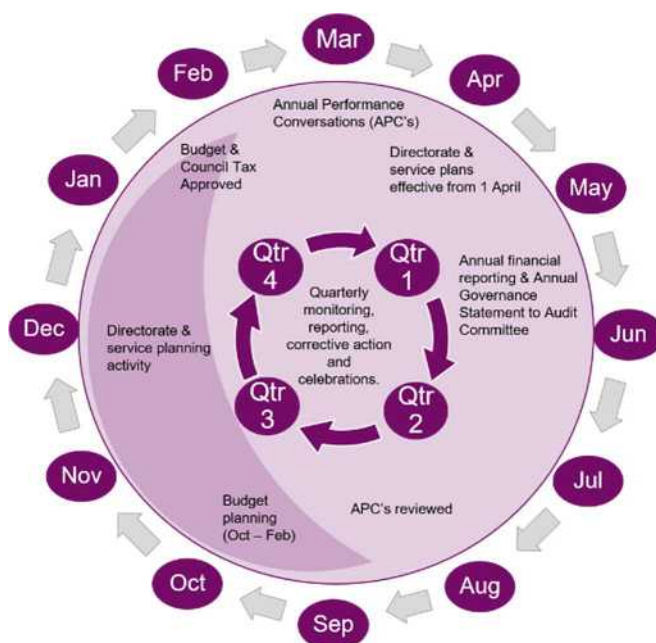 Mar
Feb
Apr
Annual Performance
Conversations (APC's)
Budget &
Council Tax
Approved
Directorate &
service plans
effective from 1 April
Jan
May
Qtr
4
Qtr
1
Annual financial
reporting & Annual
Governance
Statement to Audit
Committee
Quarterly
monitoring,
reporting,
corrective action
and
celebrations.
Dec
Directorate &
service planning
activity
Jun
Qtr
3
Qtr
2
Nov
Jul
Budget
planning
(Oct – Feb)
APC's reviewed
Oct
Aug
Sep